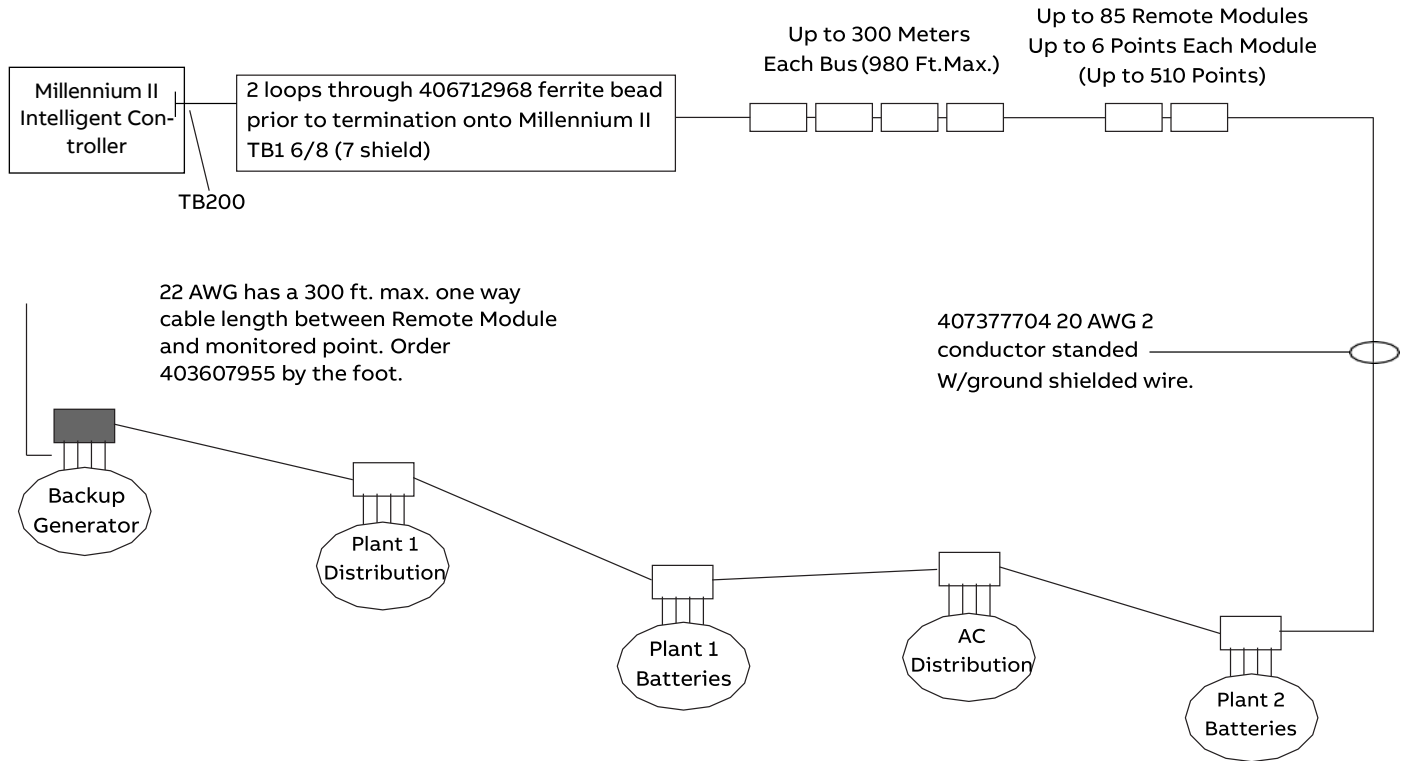 Up to 300 Meters
Each Bus (980 Ft.Max.)
Up to 85 Remote Modules
Up to 6 Points Each Module
(Up to 510 Points)
Millennium II
Intelligent Con-
troller
2 loops through 406712968 ferrite bead
prior to termination onto Millennium II
TB1 6/8 (7 shield)
TB200
22 AWG has a 300 ft. max. one way
cable length between Remote Module
and monitored point. Order
403607955 by the foot.
407377704 20 AWG 2
conductor standed
W/ground shielded wire.
Backup
Generator
Plant 1
Distribution
Plant 1
Batteries
AC
Distribution
Plant 2
Batteries